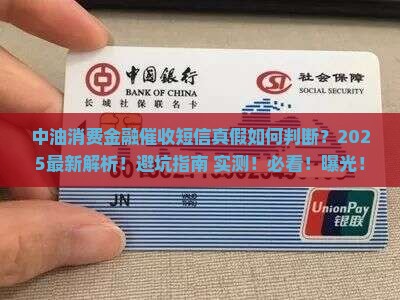 中国银行
BANK OF CHINA
长城 社保卡
社会保障
SOCIAL SECURITY
中油消费金融催收短信真假如何判断？202
5最新解析！避坑指南 实测！必看！曝光！
JN
UnionPay
银联